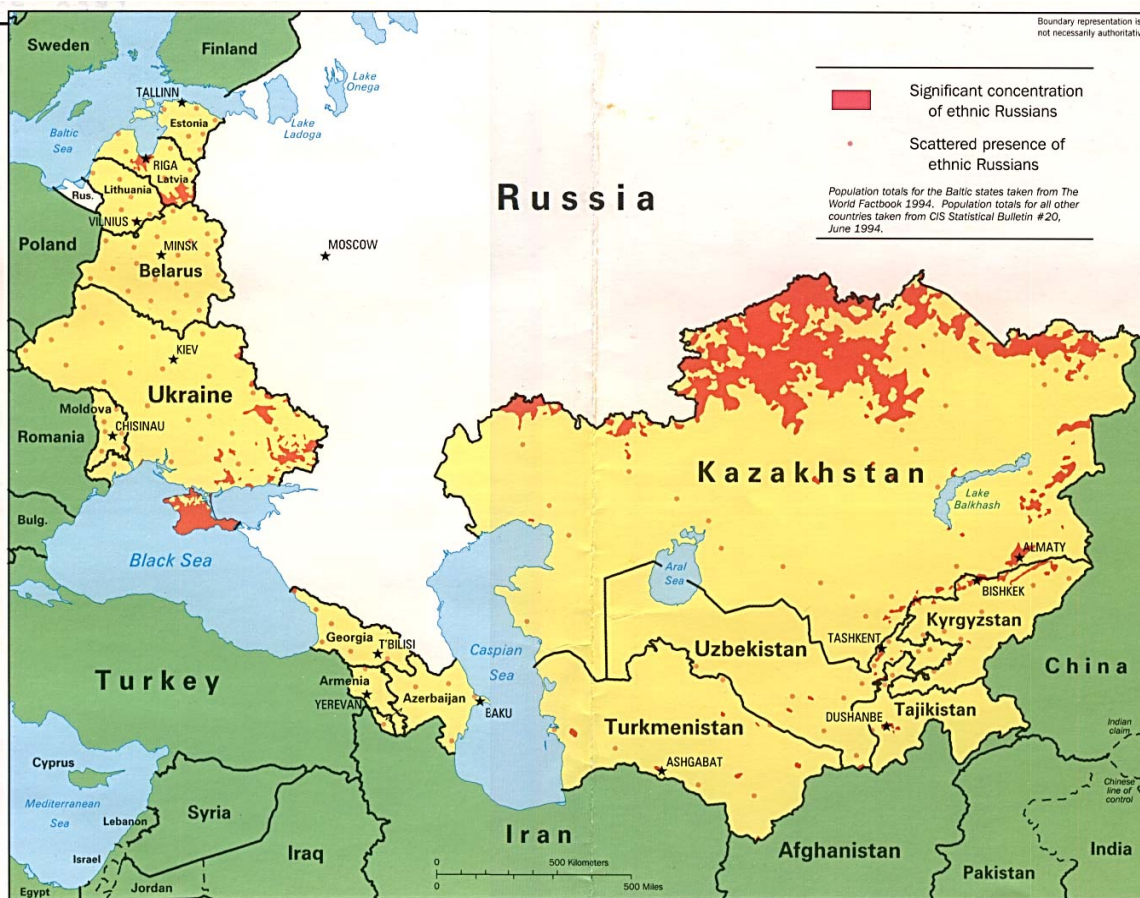 Boundary representation is
not necessarily authoritativ
Sweden
Finland
Lake
Onega
Lake
Ladoga
TALLINN
Estonia
Baltic
Sea
RIGA
Latvia
Lithuania
Rus.
VILNIUS
Poland
MINSK
Belarus
MOSCOW
Russia
Significant concentration
of ethnic Russians
Scattered presence of
ethnic Russians
Population totals for the Baltic states taken from The
World Factbook 1994. Population totals for all other
countries taken from CIS Statistical Bulletin #20,
June 1994.
KIEV
Ukraine
Moldova
CHISINAU
Romania
Bulg.
Black Sea
Kazakhstan
Lake
Balkhash
ALMATY
BISHKEK
Aral
Sea
Kyrgyzstan
TASHKENT
Uzbekistan
Georgia
T'BILISI
Caspian
Sea
China
Turkey
Armenia
YEREVAN
Azerbaijan
BAKU
Turkmenistan
DUSHANBE
Tajikistan
ASHGABAT
Indian
claim
Chinese
line of
control
Cyprus
Mediterranean
Sea
Lebanon
Syria
Israel
Iraq
Iran
Afghanistan
India
Pakistan
Jordan
Egypt
0
500 Kilometers
0
500 Miles